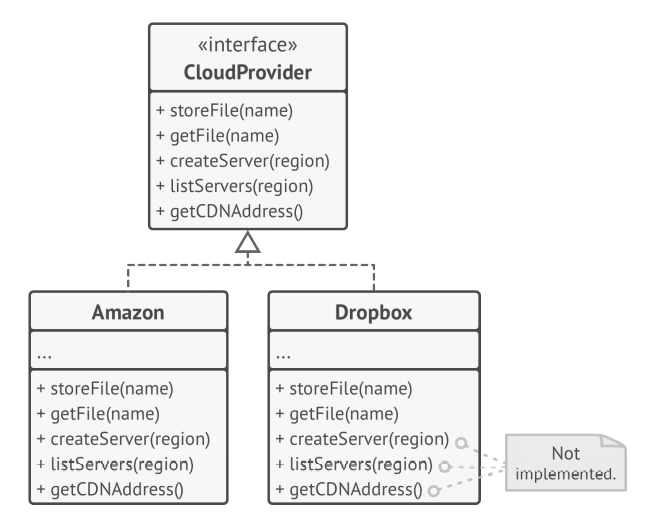 «interface»
CloudProvider
+ storeFile(name)
+ getFile(name)
+ createServer(region)
+ listServers(region)
+ getCDNAddress()
Amazon
...
+ storeFile(name)
+ getFile(name)
+ createServer(region)
+ listServers(region)
+ getCDNAddress()
Dropbox
...
+ storeFile(name)
+ getFile(name)
+ createServer(region)
+ listServers(region)
+ getCDNAddress()
Not
implemented.